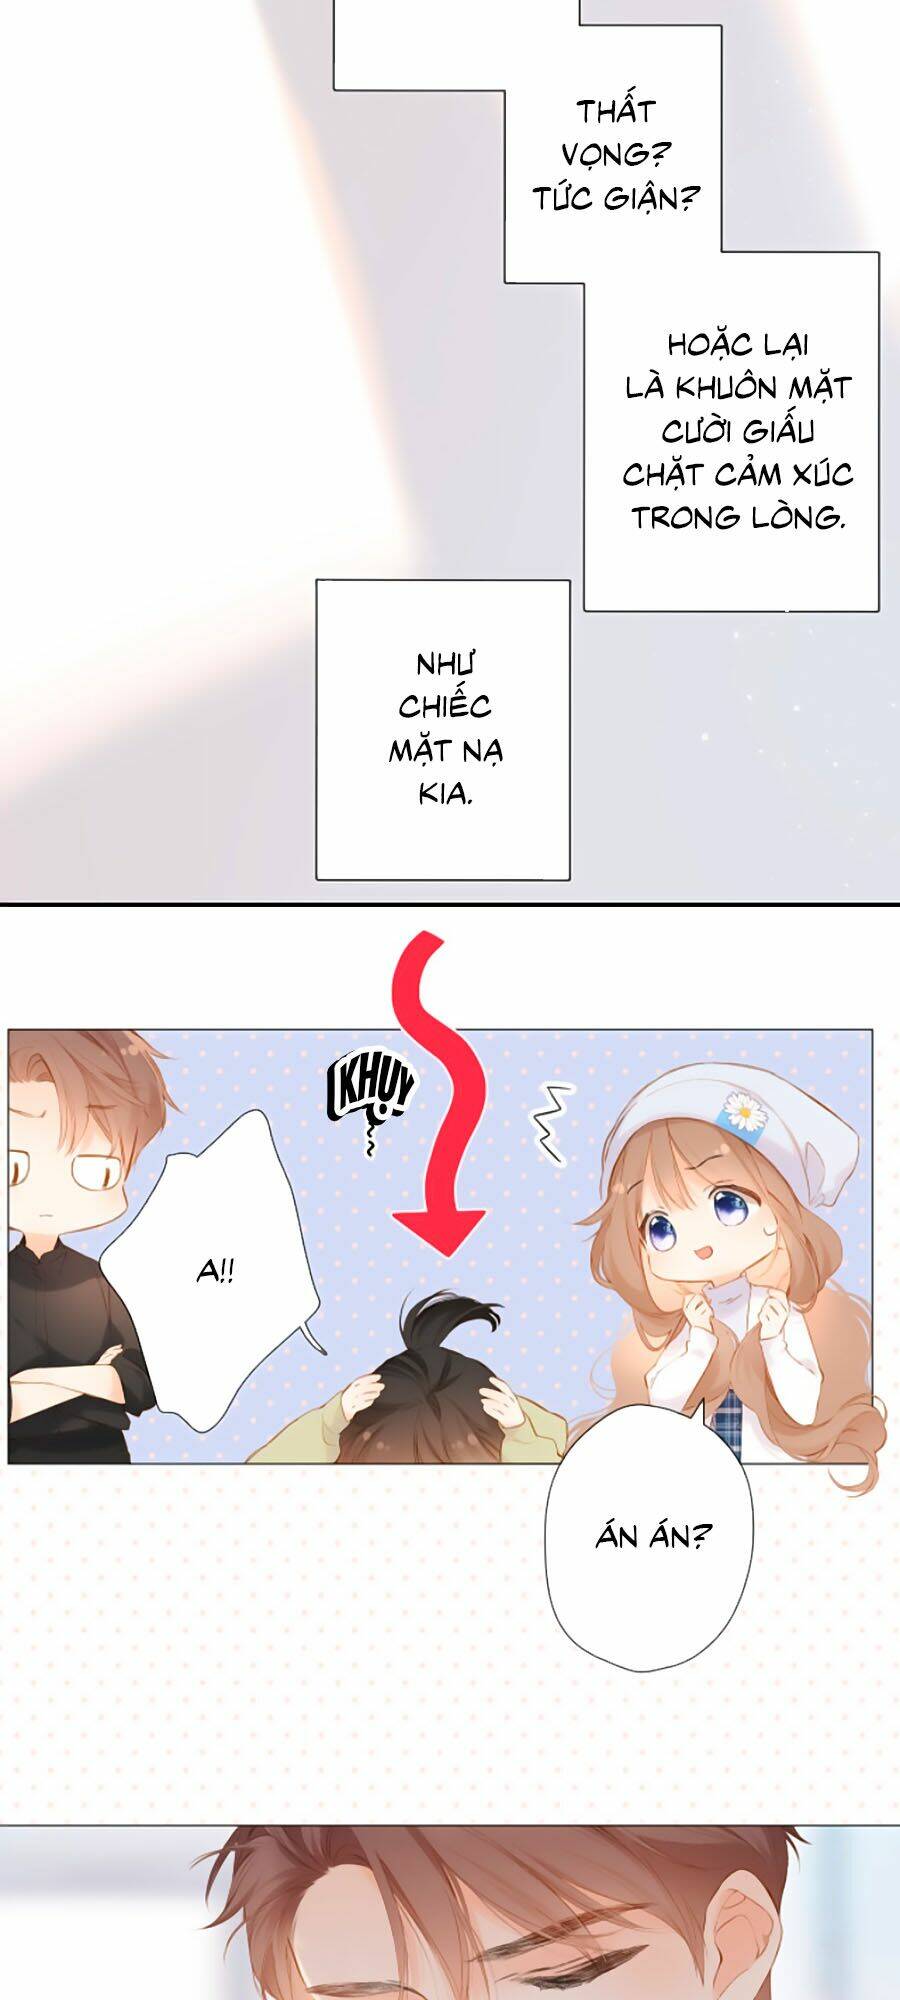 THẤT
VỌNG?
TỨC GIẬN?
HOẶC LẠI
LÀ KHUÔN MẶT
CƯỜI GIẤU
CHẶT CẢM XÚC
TRONG LÒNG.
NHƯ
CHIẾC
MẶT NẠ
KIA.
KHỤY
A!!
ÁN ÁN?